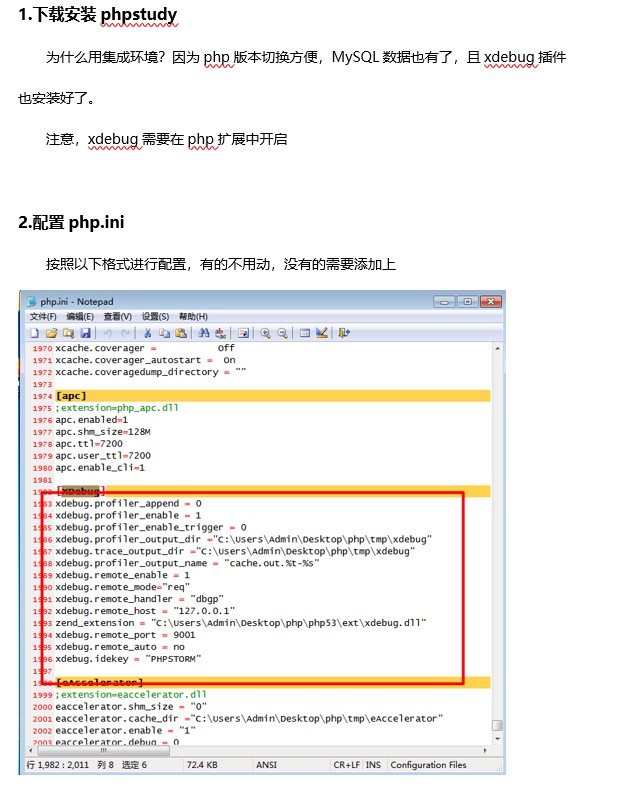 1.下载安装 phpstudy
为什么用集成环境？因为 php 版本切换方便，MySQL 数据也有了，且 xdebug 插件
也安装好了。
注意，xdebug 需要在 php 扩展中开启
2.配置 php.ini
按照以下格式进行配置，有的不用动，没有的需要添加上
php.ini - Notepad
文件(F) 编辑(E) 查看(V) 设置(S) 帮助(H)
1970 xcache.coverager = Off
1971 xcache.coverager_autostart = On
1972 xcache.coveragedump_directory = ""
1973
1974 [apc]
1975 ;extension=php_apc.dll
1976 apc.enabled=1
1977 apc.shm_size=128M
1978 apc.ttl=7200
1979 apc.user_ttl=7200
1980 apc.enable_cli=1
1981
1982 [XDebug]
1983 xdebug.profiler_append = 0
1984 xdebug.profiler_enable = 1
1985 xdebug.profiler_enable_trigger = 0
1986 xdebug.profiler_output_dir ="C:\Users\Admin\Desktop\php\tmp\xdebug"
1987 xdebug.trace_output_dir ="C:\Users\Admin\Desktop\php\tmp\xdebug"
1988 xdebug.profiler_output_name = "cache.out.%t-%s"
1989 xdebug.remote_enable = 1
1990 xdebug.remote_mode="req"
1991 xdebug.remote_handler = "dbgp"
1992 xdebug.remote_host = "127.0.0.1"
1993 zend_extension = "C:\Users\Admin\Desktop\php\php53\ext\xdebug.dll"
1994 xdebug.remote_port = 9001
1995 xdebug.remote_auto = no
1996 xdebug.idekey = "PHPSTORM"
1997
1998 [eAccelerator]
1999 ;extension=eaccelerator.dll
2000 eaccelerator.shm_size = "0"
2001 eaccelerator.cache_dir ="C:\Users\Admin\Desktop\php\tmp\eAccelerator"
2002 eaccelerator.enable = "1"
2003 eaccelerator.debug = 0
行 1,982 : 2,011 列 8 选定 6 72.4 KB ANSI CR+LF INS Configuration Files